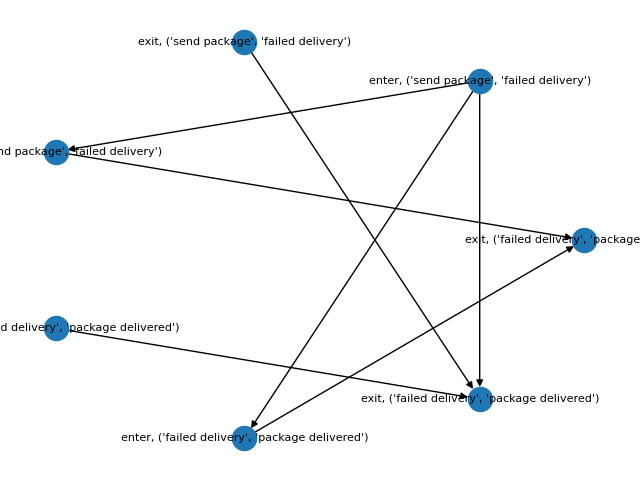 exit, ('send package', 'failed delivery')
enter, ('send package', 'failed delivery')
package', 'failed delivery')
exit, ('failed delivery', 'package
delivery', 'package delivered')
exit, ('failed delivery', 'package delivered')
enter, ('failed delivery', 'package delivered')